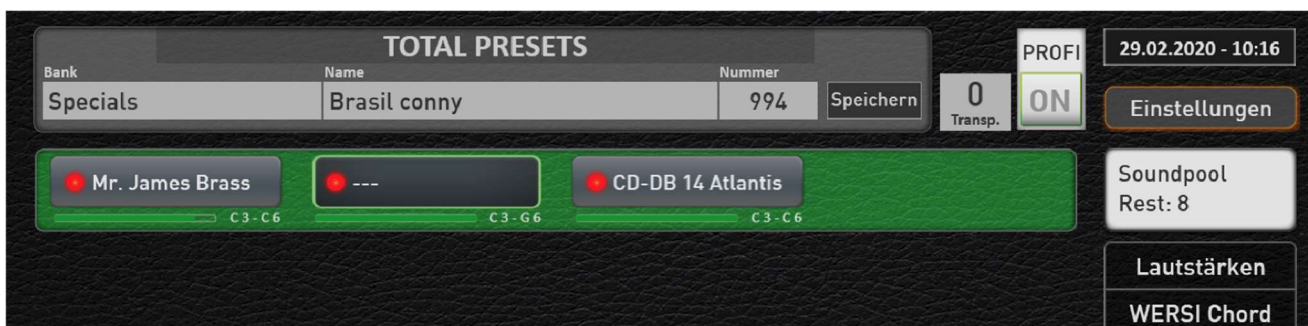 TOTAL PRESETS
Bank Name Nummer
Specials Brasil conny 994 Speichern
0
Transp.
PROFI
ON
29.02.2020 - 10:16
Einstellungen
Mr. James Brass --- CD-DB 14 Atlantis
C3-C6 C3-G6 C3-C6
Soundpool
Rest: 8
Lautstärken
WERSI Chord